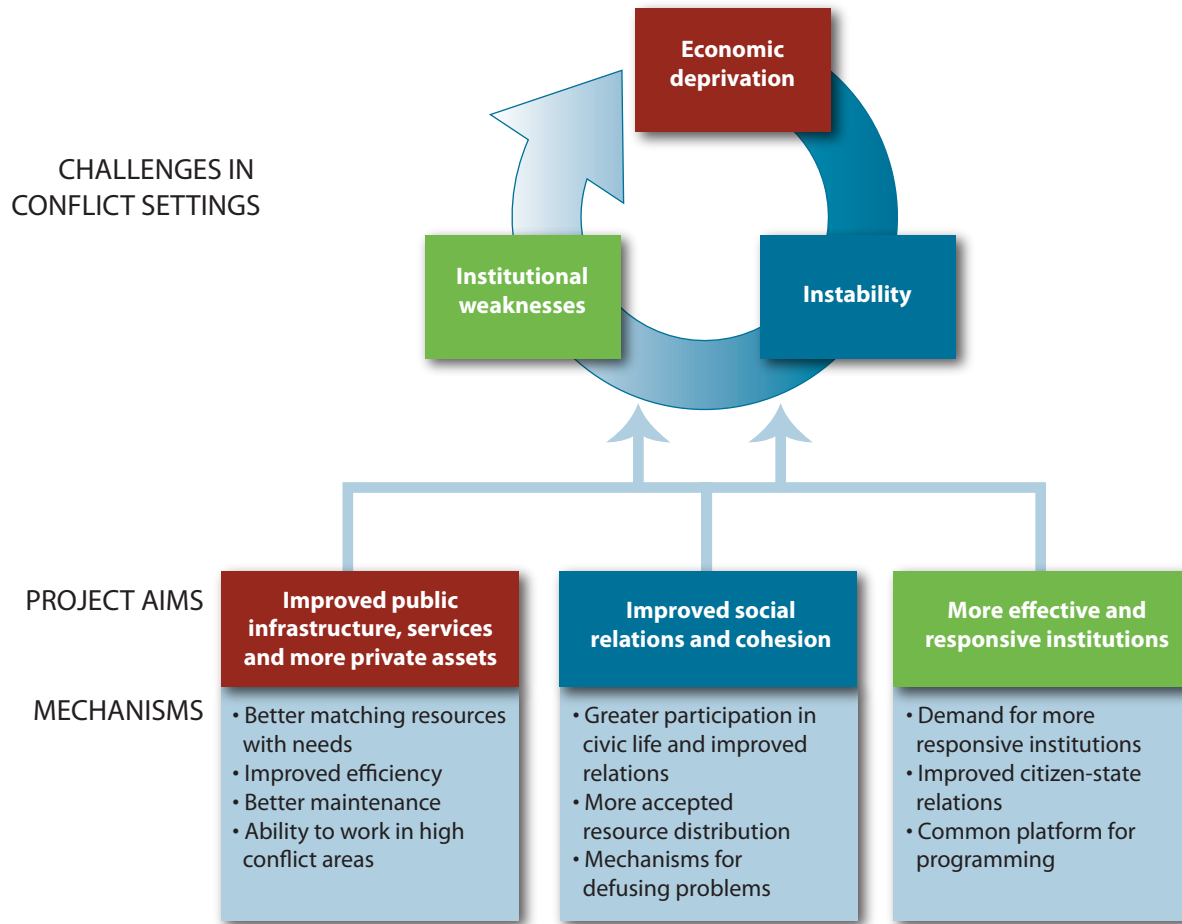 Economic
deprivation
CHALLENGES IN
CONFLICT SETTINGS
Institutional
weaknesses
Instability
PROJECT AIMS
Improved public
infrastructure, services
and more private assets
Improved social
relations and cohesion
More effective and
responsive institutions
MECHANISMS
• Better matching resources
with needs
• Improved efficiency
• Better maintenance
• Ability to work in high
conflict areas
• Greater participation in
civic life and improved
relations
• More accepted
resource distribution
• Mechanisms for
defusing problems
• Demand for more
responsive institutions
• Improved citizen-state
relations
• Common platform for
programming